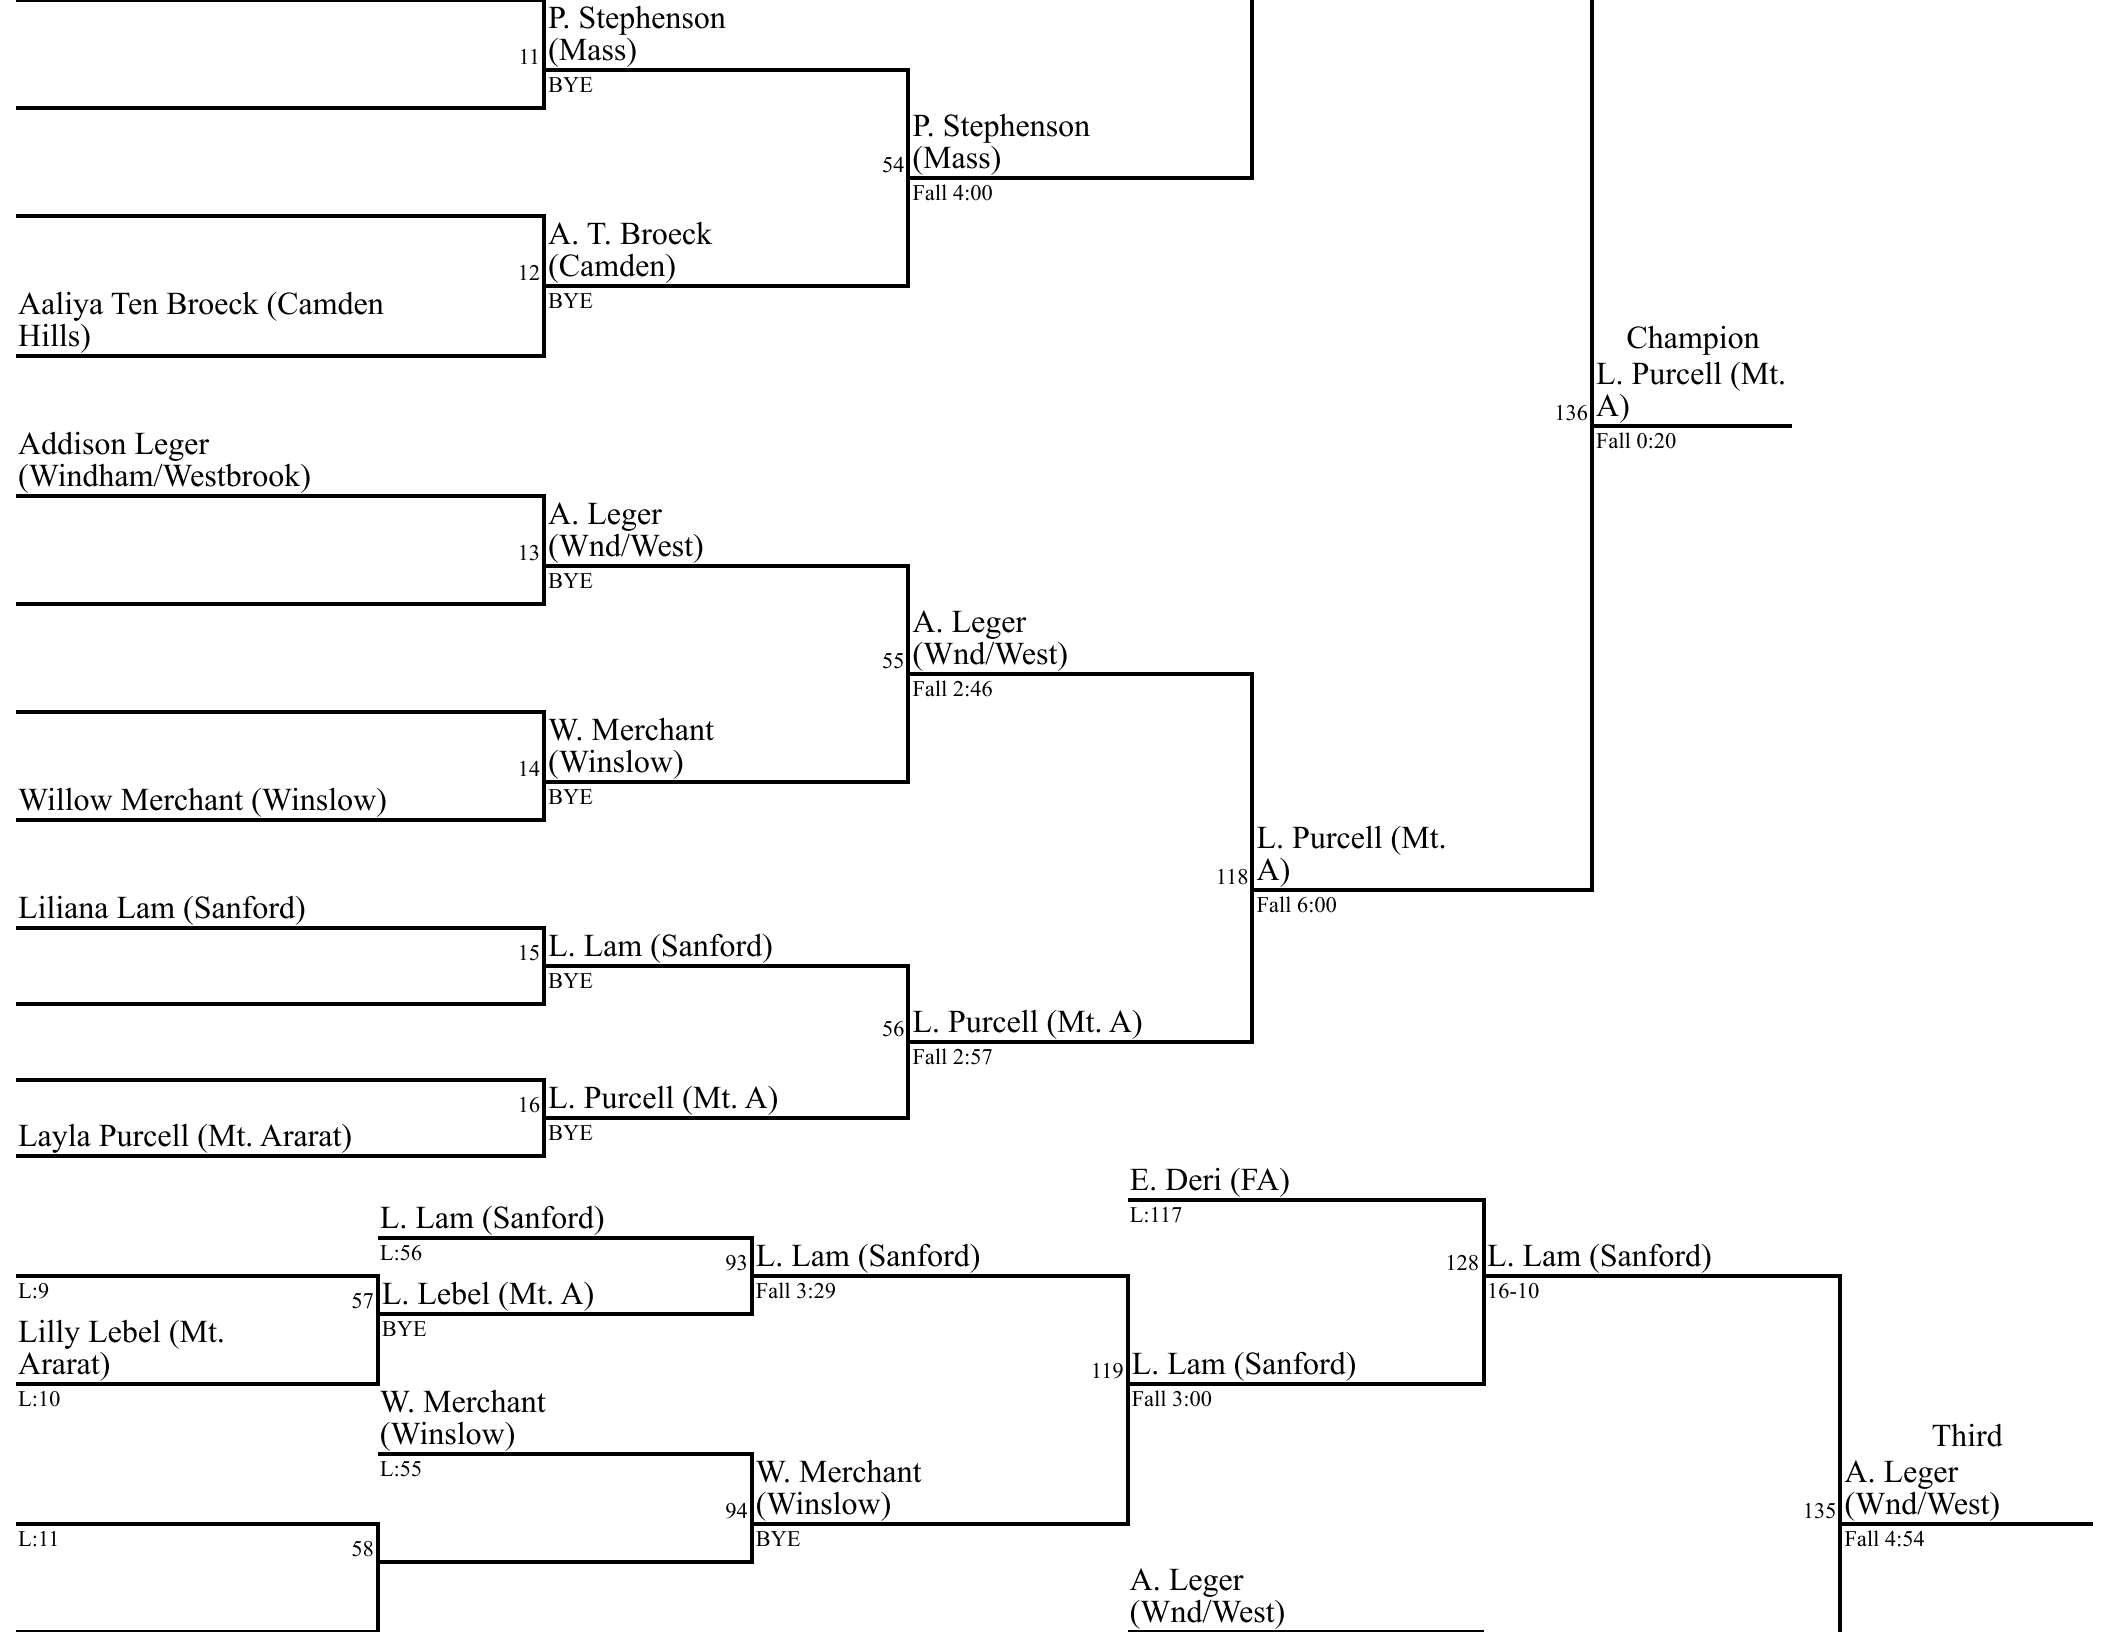 P. Stephenson
(Mass)
11
BYE
P. Stephenson
(Mass)
54
Fall 4:00
A. T. Broeck
(Camden)
12
BYE
Aaliya Ten Broeck (Camden
Hills)
Champion
L. Purcell (Mt.
A)
136
Fall 0:20
Addison Leger
(Windham/Westbrook)
A. Leger
(Wnd/West)
13
BYE
A. Leger
(Wnd/West)
55
Fall 2:46
W. Merchant
(Winslow)
14
BYE
Willow Merchant (Winslow)
L. Purcell (Mt.
A)
118
Fall 6:00
Liliana Lam (Sanford)
15
L. Lam (Sanford)
BYE
56
L. Purcell (Mt. A)
Fall 2:57
16
L. Purcell (Mt. A)
BYE
Layla Purcell (Mt. Ararat)
E. Deri (FA)
L:117
L. Lam (Sanford)
L:56
93
L. Lam (Sanford)
Fall 3:29
128
L. Lam (Sanford)
16-10
L:9
57
L. Lebel (Mt. A)
BYE
Lilly Lebel (Mt.
Ararat)
L:10
119
L. Lam (Sanford)
Fall 3:00
W. Merchant
(Winslow)
L:55
Third
A. Leger
(Wnd/West)
135
Fall 4:54
W. Merchant
(Winslow)
94
BYE
L:11
58
A. Leger
(Wnd/West)